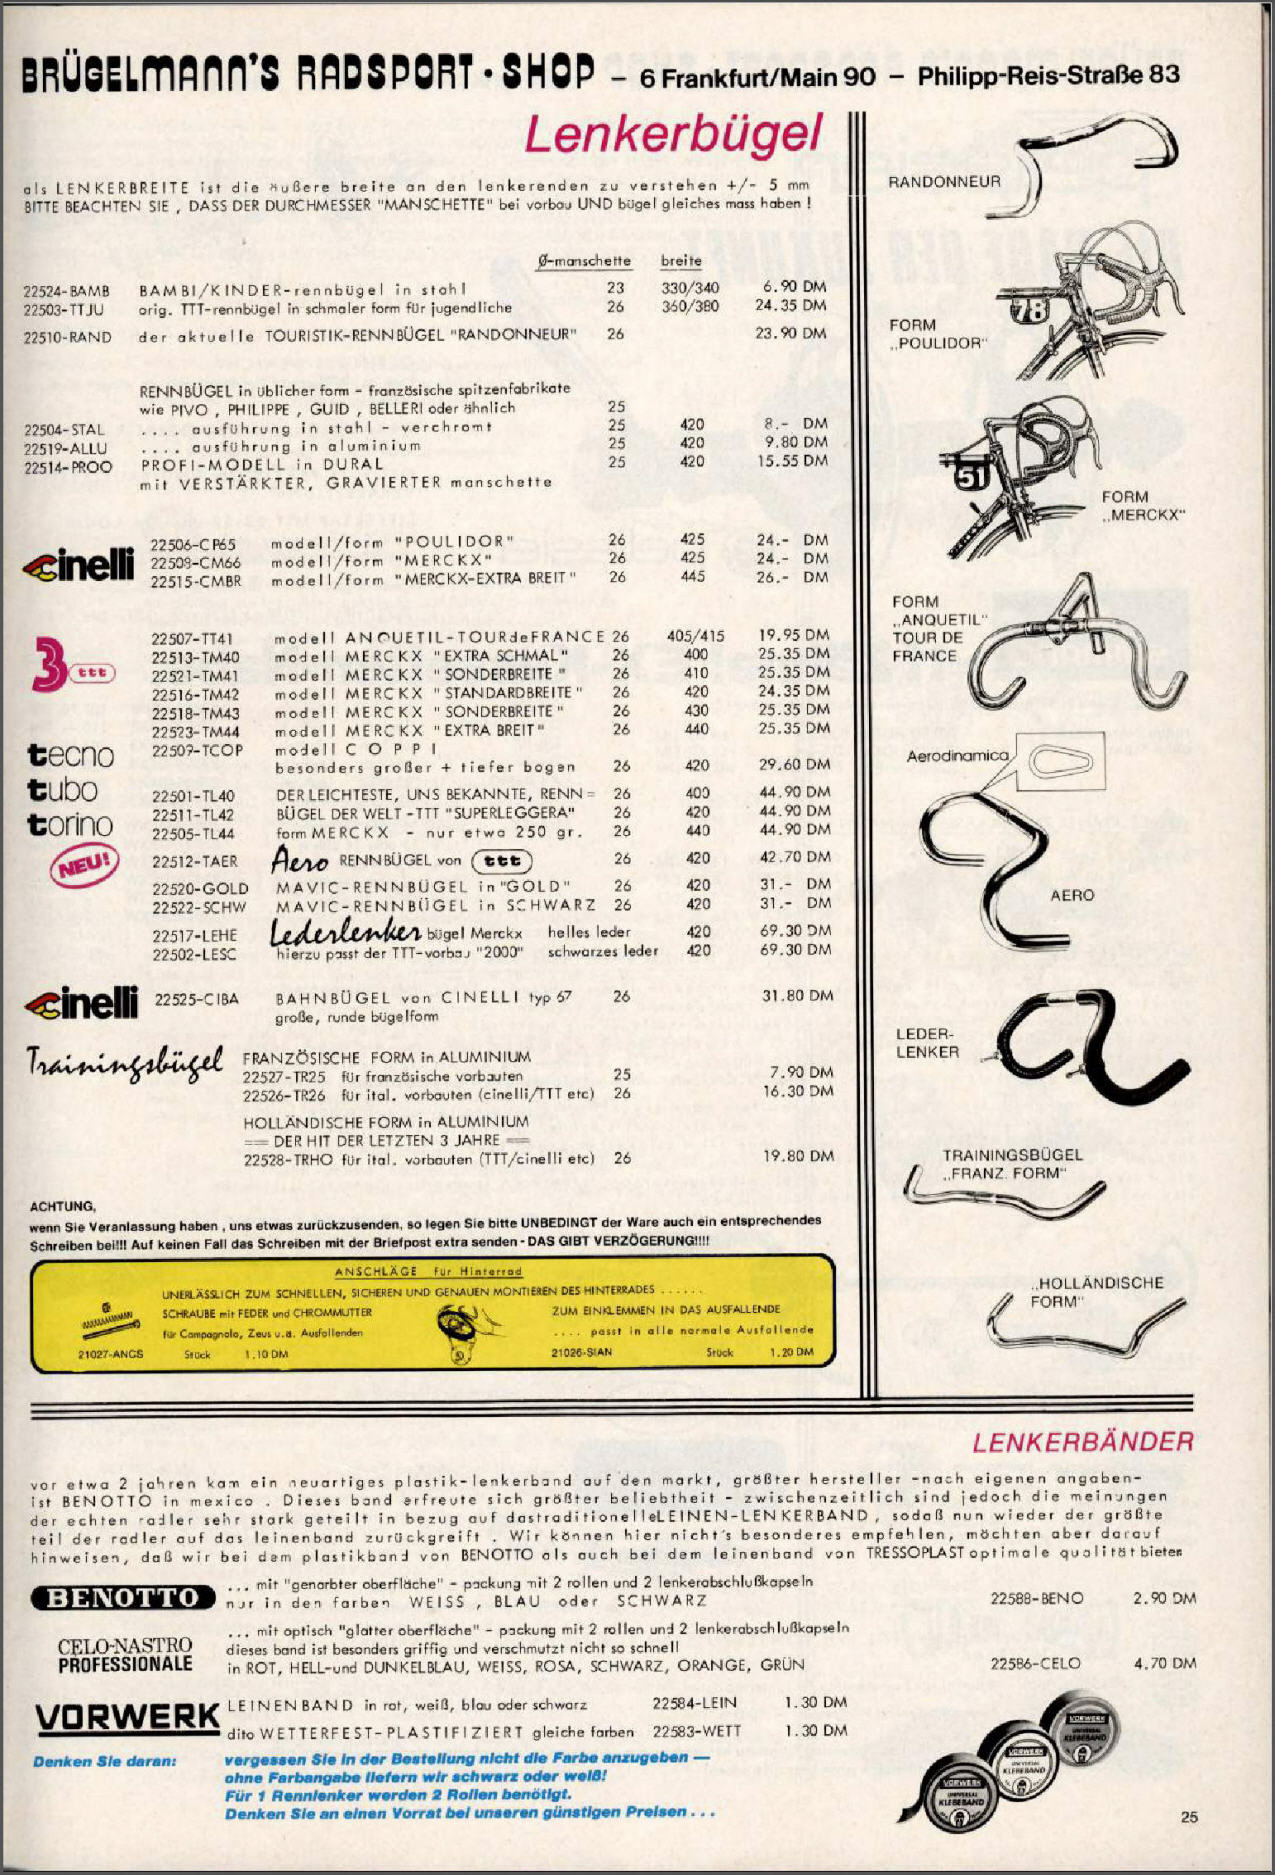 BRÜGELMANN'S RADSPORT · SHOP – 6 Frankfurt/Main 90 – Philipp-Reis-Straße 83
Lenkerbügel
als LENKERBREITE ist die äußere breite an den lenkerenden zu verstehen +/- 5 mm
BITTE BEACHTEN SIE , DASS DER DURCHMESSER "MANSCHETTE" bei vorbau UND bügel gleiches mass haben !
Ø-manschette breite
22524-BAMB BAMBI/KINDER-rennbügel in stahl 23 330/340 6.90 DM
22503-TTJU orig. TTT-rennbügel in schmaler form für jugendliche 26 360/380 24.35 DM
22510-RAND der aktuelle TOURISTIK-RENNBÜGEL "RANDONNEUR" 26 23.90 DM
RENNBÜGEL in üblicher form - französische spitzenfabrikate
wie PIVO , PHILIPPE , GUID , BELLERI oder ähnlich 25
22504-STAL .... ausführung in stahl - verchromt 25 420 8.- DM
22519-ALLU .... ausführung in aluminium 25 420 9.80 DM
22514-PROO PROFI-MODELL in DURAL 25 420 15.55 DM
mit VERSTÄRKTER, GRAVIERTER manschette
cinelli
22506-CP65 modell/form "POULIDOR" 26 425 24.- DM
22508-CM66 modell/form "MERCKX" 26 425 24.- DM
22515-CMBR modell/form "MERCKX-EXTRA BREIT" 26 445 26.- DM
3 ttt
tecno
tubo
torino
22507-TT41 modell ANQUETIL-TOURdeFRANCE 26 405/415 19.95 DM
22513-TM40 modell MERCKX "EXTRA SCHMAL" 26 400 25.35 DM
22521-TM41 modell MERCKX "SONDERBREITE" 26 410 25.35 DM
22516-TM42 modell MERCKX "STANDARDBREITE" 26 420 24.35 DM
22518-TM43 modell MERCKX "SONDERBREITE" 26 430 25.35 DM
22523-TM44 modell MERCKX "EXTRA BREIT" 26 440 25.35 DM
22509-TCOP modell C O P P I
besonders großer + tiefer bogen 26 420 29.60 DM
22501-TL40 DER LEICHTESTE, UNS BEKANNTE, RENN= 26 400 44.90 DM
22511-TL42 BÜGEL DER WELT -TTT "SUPERLEGGERA" 26 420 44.90 DM
22505-TL44 form MERCKX - nur etwa 250 gr. 26 440 44.90 DM
NEU! 22512-TAER Aero RENNBÜGEL von ttt 26 420 42.70 DM
22520-GOLD MAVIC-RENNBÜGEL in "GOLD" 26 420 31.- DM
22522-SCHW MAVIC-RENNBÜGEL in SCHWARZ 26 420 31.- DM
22517-LEHE Lederlenker bügel Merckx helles leder 420 69.30 DM
22502-LESC hierzu passt der TTT-vorbau "2000" schwarzes leder 420 69.30 DM
cinelli 22525-CIBA BAHNBÜGEL von CINELLI typ 67 26 31.80 DM
große, runde bügelform
Trainingsbügel
FRANZÖSISCHE FORM in ALUMINIUM
22527-TR25 für französische vorbauten 25 7.90 DM
22526-TR26 für ital. vorbauten (cinelli/TTT etc) 26 16.30 DM
HOLLÄNDISCHE FORM in ALUMINIUM
== DER HIT DER LETZTEN 3 JAHRE ==
22528-TRHO für ital. vorbauten (TTT/cinelli etc) 26 19.80 DM
ACHTUNG,
wenn Sie Veranlassung haben , uns etwas zurückzusenden, so legen Sie bitte UNBEDINGT der Ware auch ein entsprechendes
Schreiben bei!!! Auf keinen Fall das Schreiben mit der Briefpost extra senden - DAS GIBT VERZÖGERUNG!!!!
ANSCHLÄGE für Hinterrad
UNERLÄSSLICH ZUM SCHNELLEN, SICHEREN UND GENAUEN MONTIEREN DES HINTERRADES ......
SCHRAUBE mit FEDER und CHROMMUTTER
für Campagnolo, Zeus u.a. Ausfallenden
21027-ANCS Stück 1.10 DM
ZUM EINKLEMMEN IN DAS AUSFALLENDE
.... passt in alle normale Ausfallende
21026-SIAN Stück 1.20 DM
RANDONNEUR
78
FORM
„POULIDOR"
51
FORM
„MERCKX"
FORM
„ANQUETIL"
TOUR DE
FRANCE
Aerodinamica
AERO
LEDER-
LENKER
TRAININGSBÜGEL
„FRANZ. FORM"
„HOLLÄNDISCHE
FORM"
LENKERBÄNDER
vor etwa 2 jahren kam ein neuartiges plastik-lenkerband auf den markt, größter hersteller -nach eigenen angaben-
ist BENOTTO in mexico . Dieses band erfreute sich größter beliebtheit - zwischenzeitlich sind jedoch die meinungen
der echten radler sehr stark geteilt in bezug auf dastraditionelleLEINEN-LENKERBAND, sodaß nun wieder der größte
teil der radler auf das leinenband zurückgreift . Wir können hier nicht's besonderes empfehlen, möchten aber darauf
hinweisen, daß wir bei dem plastikband von BENOTTO als auch bei dem leinenband von TRESSOPLAST optimale qualität bieten
BENOTTO
... mit "genarbter oberfläche" - packung mit 2 rollen und 2 lenkerabschlußkapseln
nur in den farben WEISS , BLAU oder SCHWARZ 22588-BENO 2.90 DM
CELO-NASTRO
PROFESSIONALE
... mit optisch "glatter oberfläche" - packung mit 2 rollen und 2 lenkerabschlußkapseln
dieses band ist besonders griffig und verschmutzt nicht so schnell
in ROT, HELL-und DUNKELBLAU, WEISS, ROSA, SCHWARZ, ORANGE, GRÜN 22586-CELO 4.70 DM
VORWERK
LEINENBAND in rot, weiß, blau oder schwarz 22584-LEIN 1.30 DM
dito WETTERFEST-PLASTIFIZIERT gleiche farben 22583-WETT 1.30 DM
Denken Sie daran: vergessen Sie in der Bestellung nicht die Farbe anzugeben —
ohne Farbangabe liefern wir schwarz oder weiß!
Für 1 Rennlenker werden 2 Rollen benötigt.
Denken Sie an einen Vorrat bei unseren günstigen Preisen . . .
VORWERK
UNIVERSAL
KLEBEBAND
VORWERK
UNIVERSAL
KLEBEBAND
VORWERK
UNIVERSAL
KLEBEBAND
25